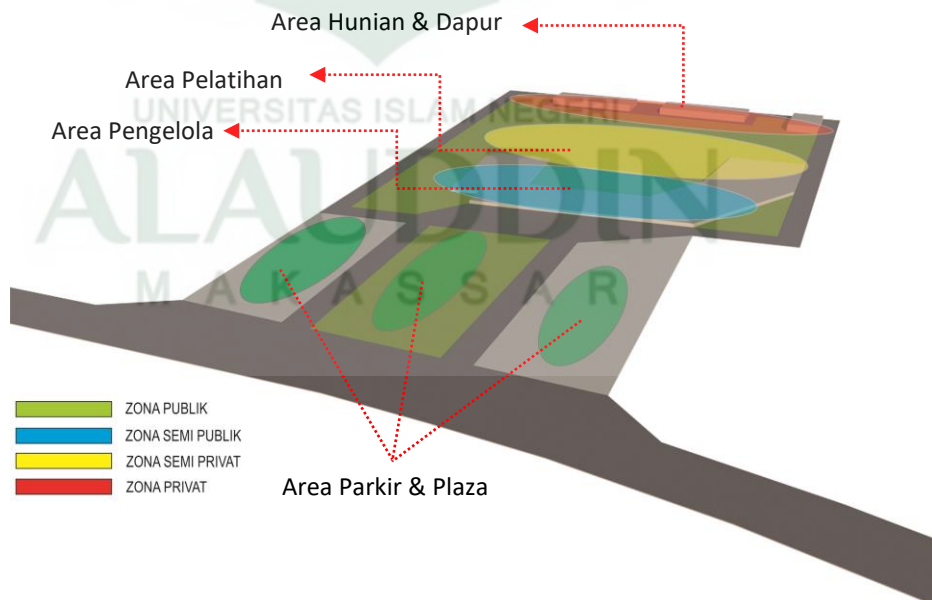 Area Hunian & Dapur
Area Pelatihan
UNIVERSITAS ISLAM NEGERI
Area Pengelola
ALAUDDIN
MAKASSAR
ZONA PUBLIK
ZONA SEMI PUBLIK
ZONA SEMI PRIVAT
ZONA PRIVAT
Area Parkir & Plaza